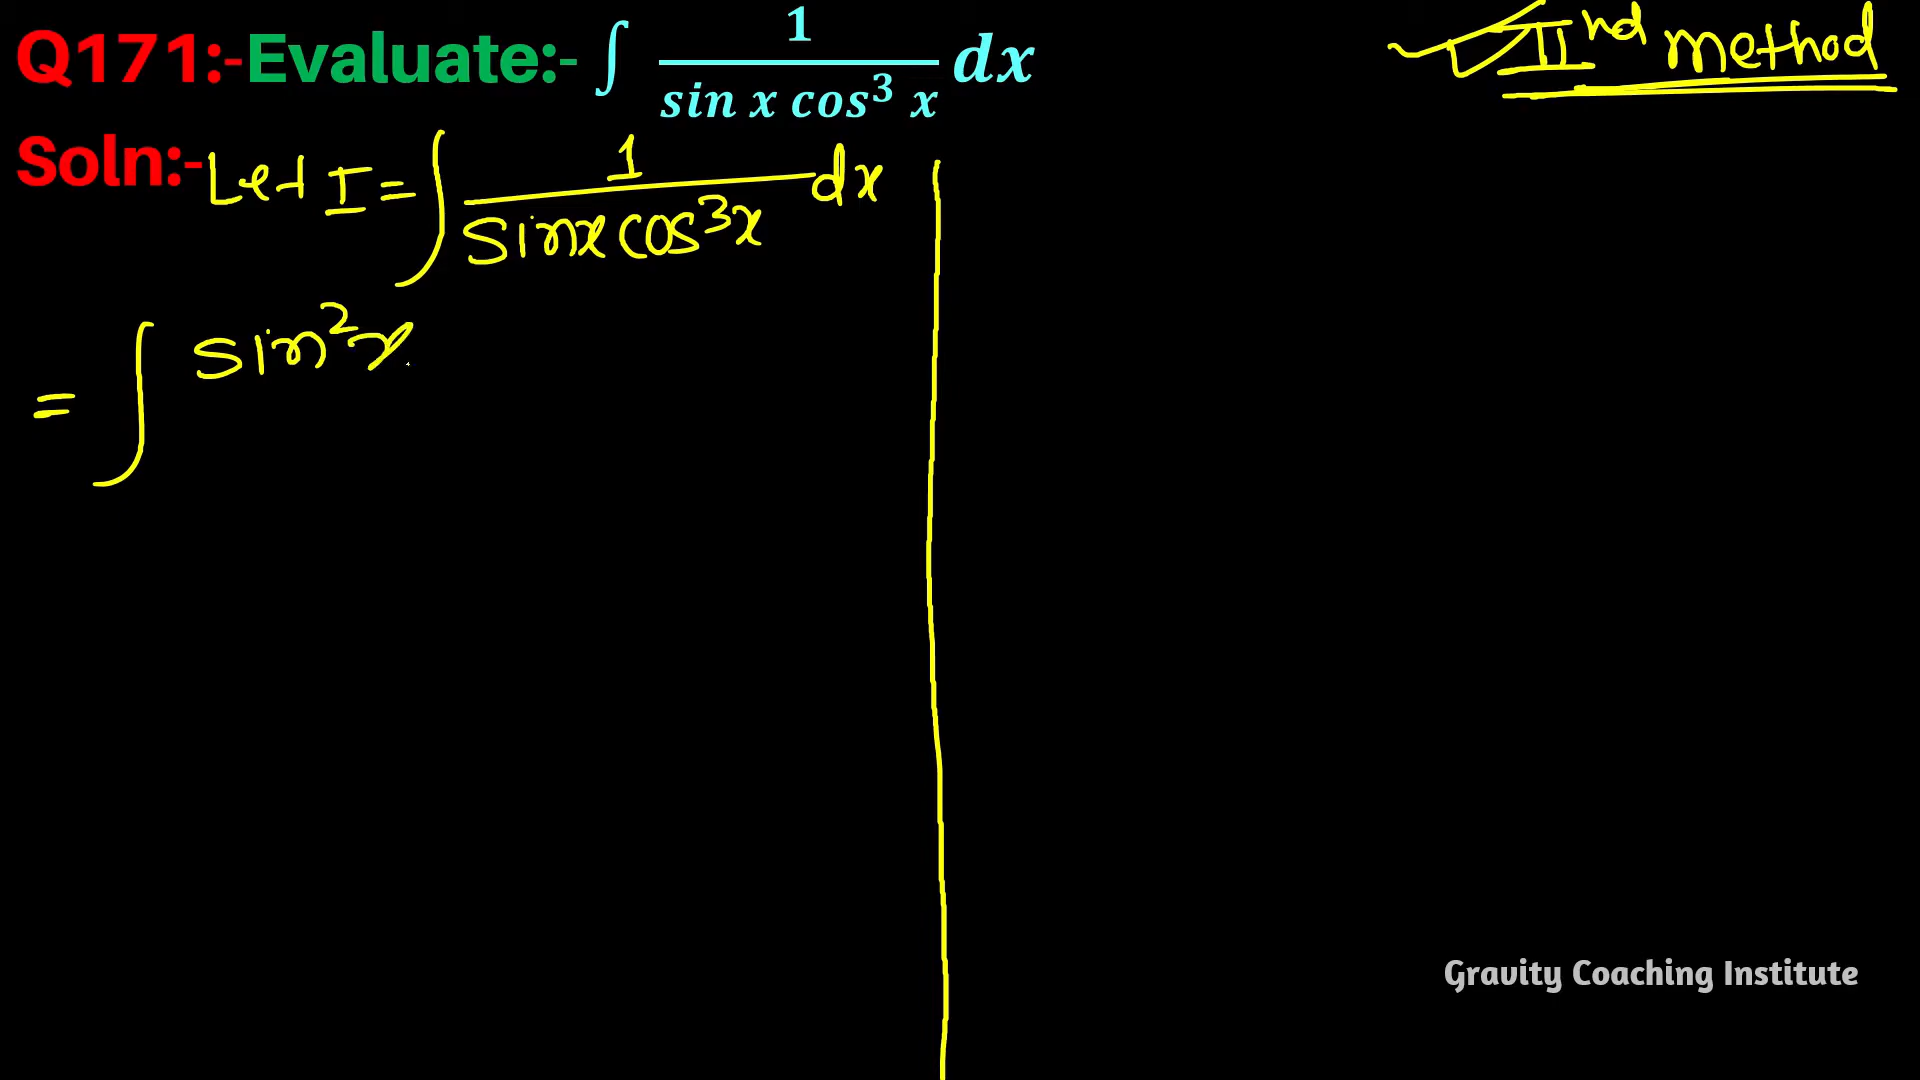 Q171:-Evaluate:- ∫ 1/(sin x cos³ x) dx
IInd method
Soln:- Let I = ∫ 1/(sinx cos³x) dx
= ∫ sin²x
Gravity Coaching Institute